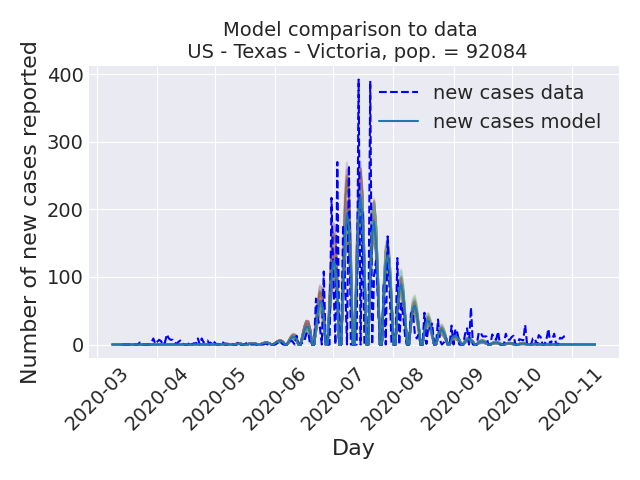 Model comparison to data
US - Texas - Victoria, pop. = 92084
Number of new cases reported
400
300
200
100
0
new cases data
new cases model
2020-03
2020-04
2020-05
2020-06
2020-07
2020-08
2020-09
2020-10
2020-11
Day